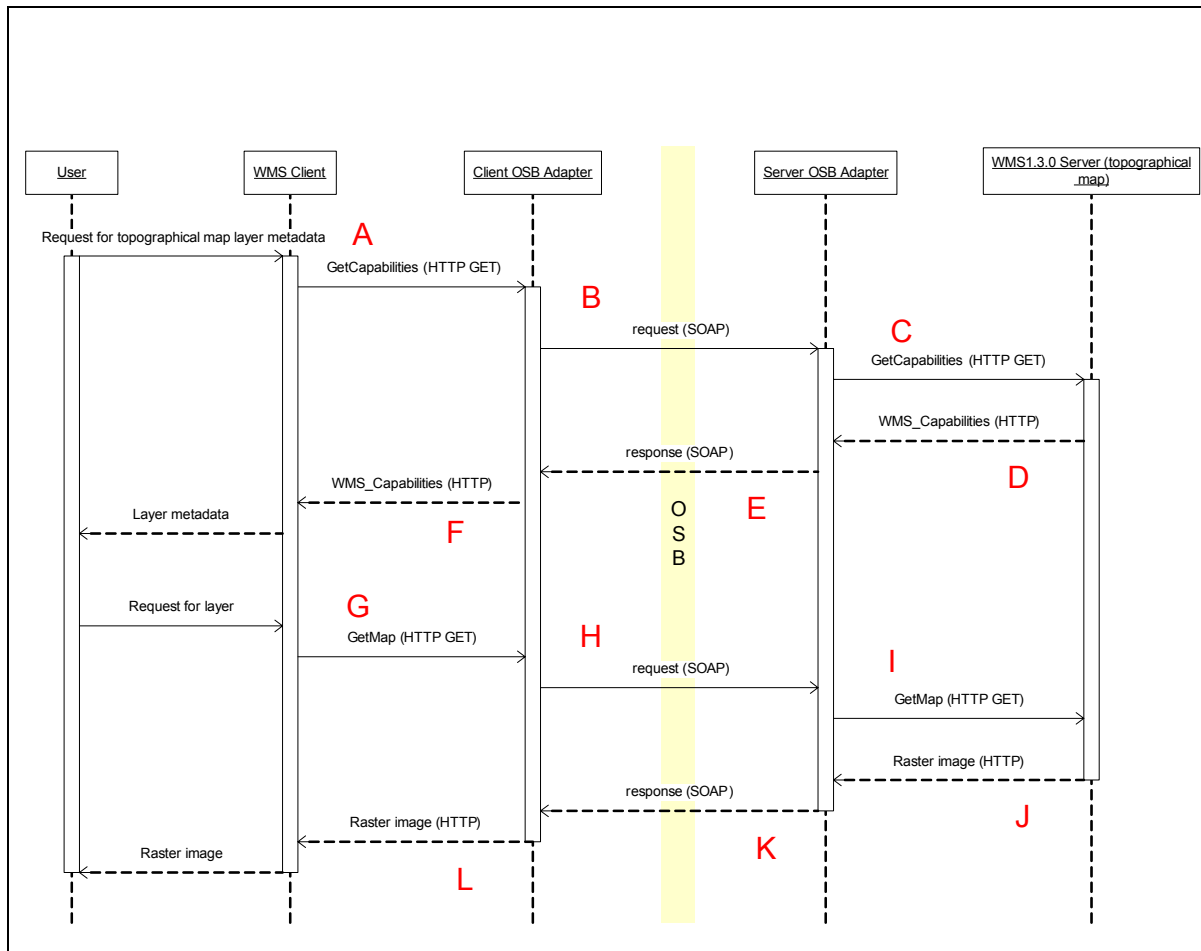 User
WMS Client
Client OSB Adapter
Server OSB Adapter
WMS1.3.0 Server (topographical
map)
Request for topographical map layer metadata
A
GetCapabilities (HTTP GET)
B
request (SOAP)
C
GetCapabilities (HTTP GET)
WMS_Capabilities (HTTP)
D
response (SOAP)
E
WMS_Capabilities (HTTP)
F
Layer metadata
O
S
B
Request for layer
G
GetMap (HTTP GET)
H
request (SOAP)
I
GetMap (HTTP GET)
Raster image (HTTP)
J
response (SOAP)
K
Raster image (HTTP)
L
Raster image